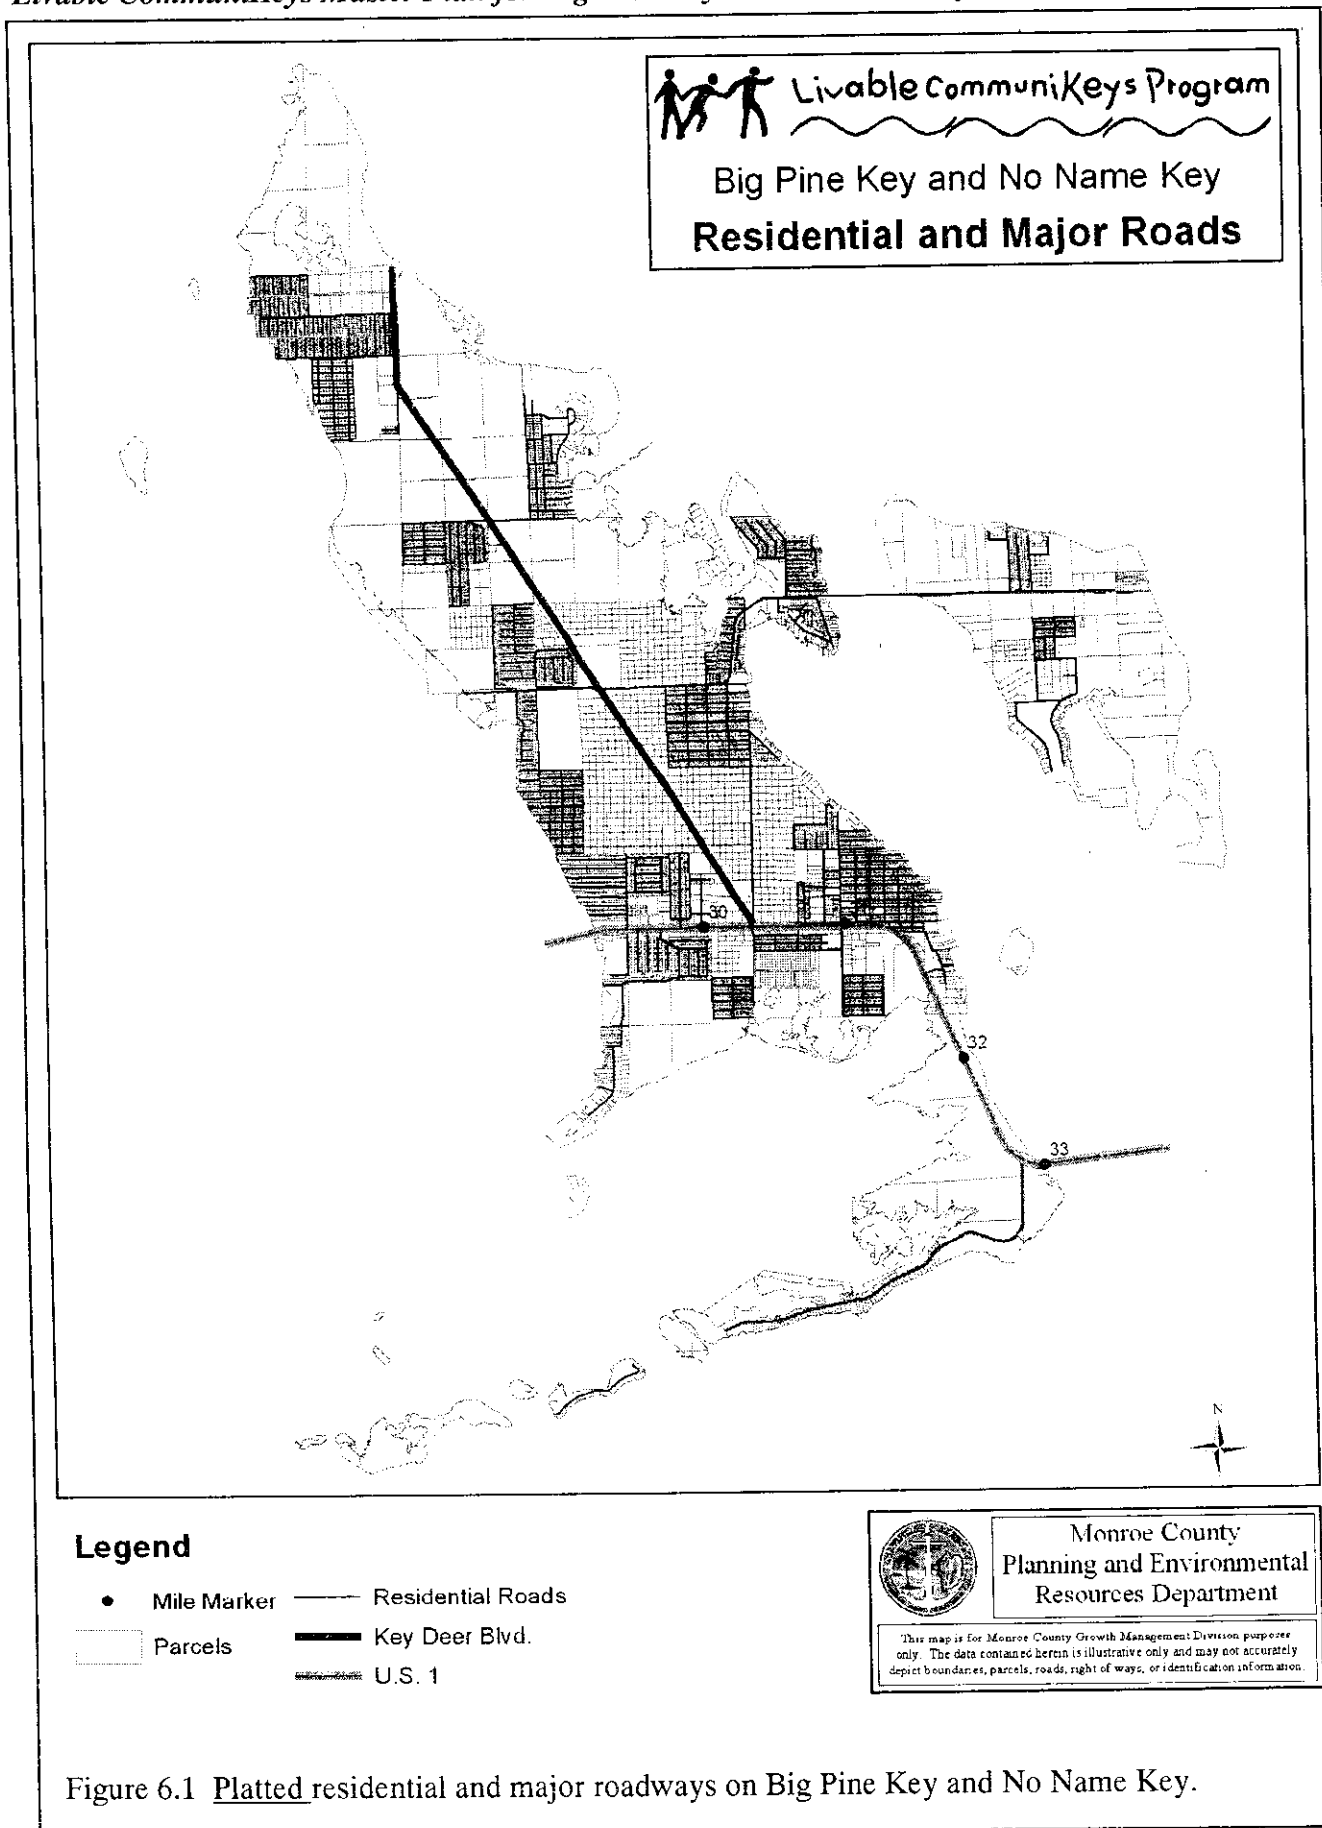 Livable CommuniKeys Program
Big Pine Key and No Name Key
Residential and Major Roads
30
32
33
N
Legend
Mile Marker
Residential Roads
Parcels
Key Deer Blvd.
U.S. 1
Monroe County
Planning and Environmental
Resources Department
This map is for Monroe County Growth Management Division purposes
only. The data contained herein is illustrative only and may not accurately
depict boundaries, parcels, roads, right of ways, or identification information.
Figure 6.1 Platted residential and major roadways on Big Pine Key and No Name Key.